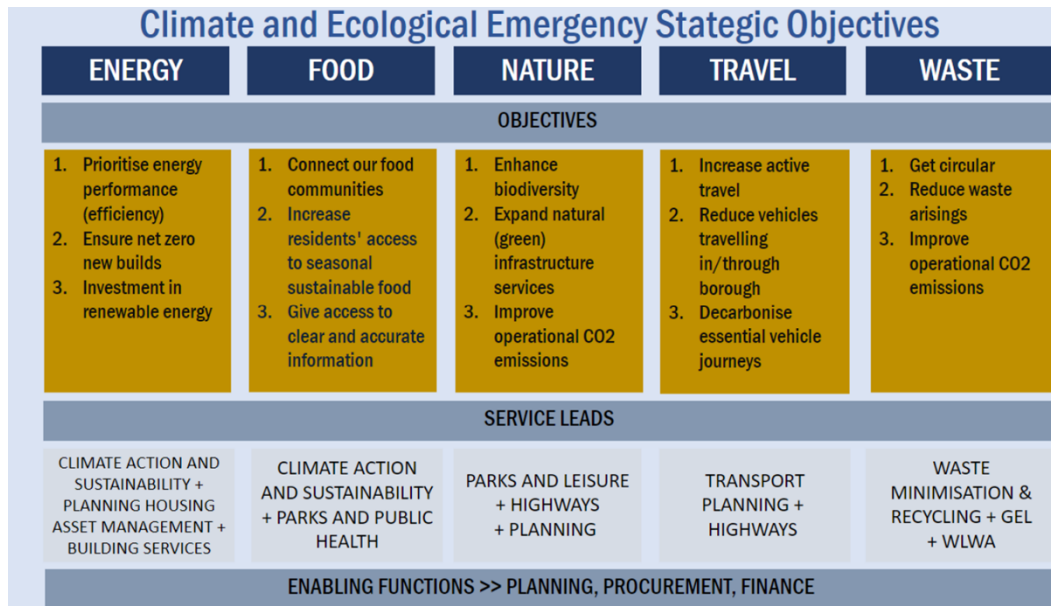 Climate and Ecological Emergency Stategic Objectives
ENERGY
FOOD
NATURE
TRAVEL
WASTE
OBJECTIVES
1. Prioritise energy
performance
(efficiency)
2. Ensure net zero
new builds
3. Investment in
renewable energy
1. Connect our food
communities
2. Increase
residents' access
to seasonal
sustainable food
3. Give access to
clear and accurate
information
1. Enhance
biodiversity
2. Expand natural
(green)
infrastructure
services
3. Improve
operational CO2
emissions
1. Increase active
travel
2. Reduce vehicles
travelling
in/through
borough
3. Decarbonise
essential vehicle
journeys
1. Get circular
2. Reduce waste
arisings
3. Improve
operational CO2
emissions
SERVICE LEADS
CLIMATE ACTION AND
SUSTAINABILITY +
PLANNING HOUSING
ASSET MANAGEMENT +
BUILDING SERVICES
CLIMATE ACTION
AND SUSTAINABILITY
+ PARKS AND PUBLIC
HEALTH
PARKS AND LEISURE
+ HIGHWAYS
+ PLANNING
TRANSPORT
PLANNING +
HIGHWAYS
WASTE
MINIMISATION &
RECYCLING + GEL
+ WLWA
ENABLING FUNCTIONS >> PLANNING, PROCUREMENT, FINANCE